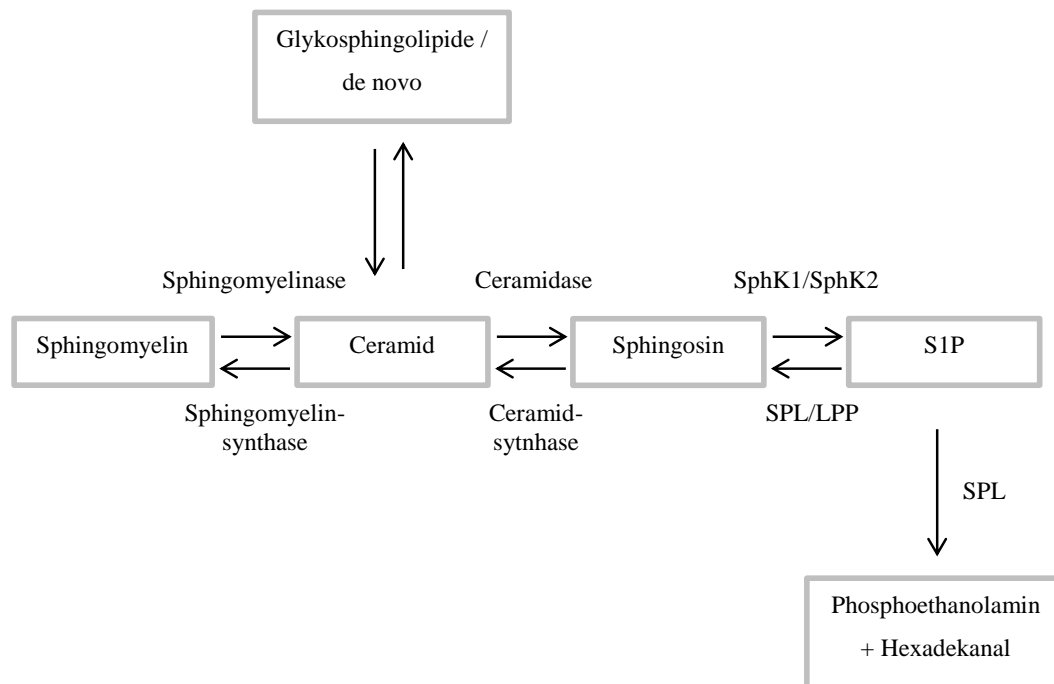 Glykosphingolipide /
de novo
Sphingomyelinase
Ceramidase
SphK1/SphK2
Sphingomyelin
Ceramid
Sphingosin
S1P
Sphingomyelin-
synthase
Ceramid-
sytnhase
SPL/LPP
SPL
Phosphoethanolamin
+ Hexadekanal